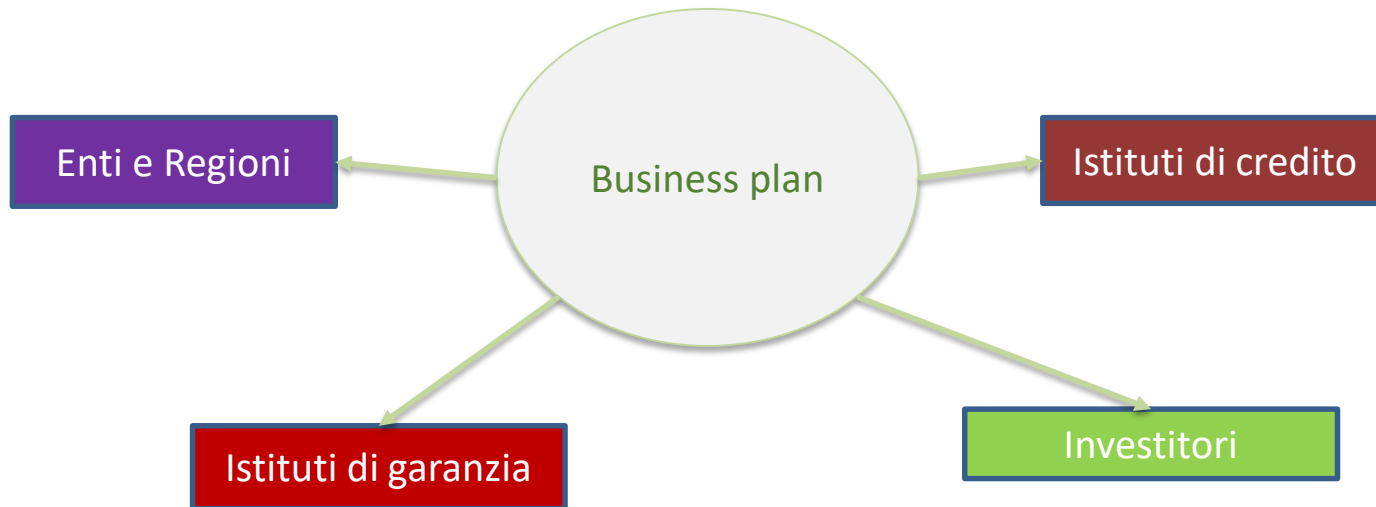 Enti e Regioni
Business plan
Istituti di credito
Istituti di garanzia
Investitori